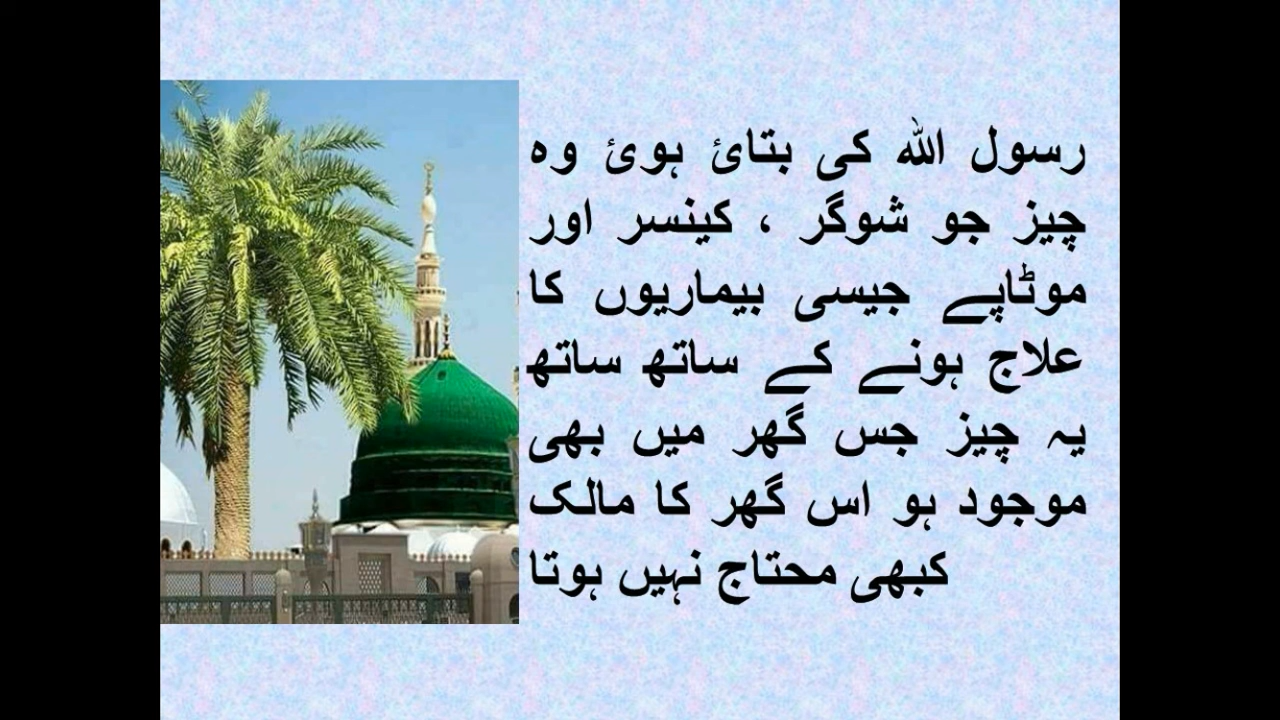 رسول اللہ کی بتائ ہوئ وہ
چیز جو شوگر ، کینسر اور
موٹاپے جیسی بیماریوں کا
علاج ہونے کے ساتھ ساتھ
یہ چیز جس گھر میں بھی
موجود ہو اس گھر کا مالک
کبھی محتاج نہیں ہوتا